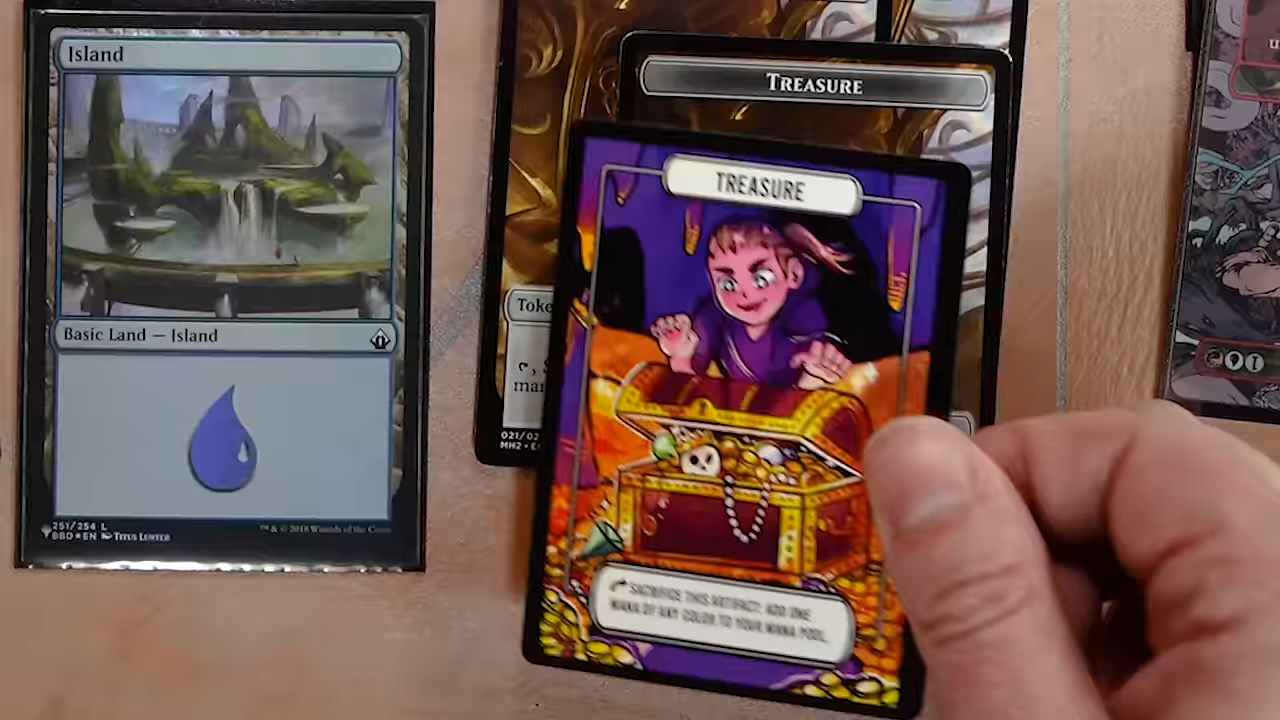 Island
Basic Land — Island
251/254 L
BBD★EN Titus Lunter
™ & © 2018 Wizards of the Coast
TREASURE
Toke
man
021/02
MH2 • E
TREASURE
SACRIFICE THIS ARTIFACT: ADD ONE
MANA OF ANY COLOR TO YOUR MANA POOL.